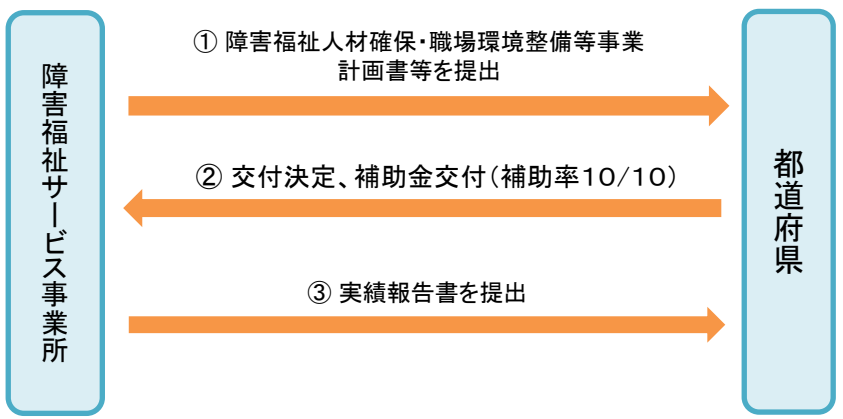 障害福祉サービス事業所
① 障害福祉人材確保・職場環境整備等事業
計画書等を提出
② 交付決定、補助金交付（補助率１０/１０）
③ 実績報告書を提出
都道府県